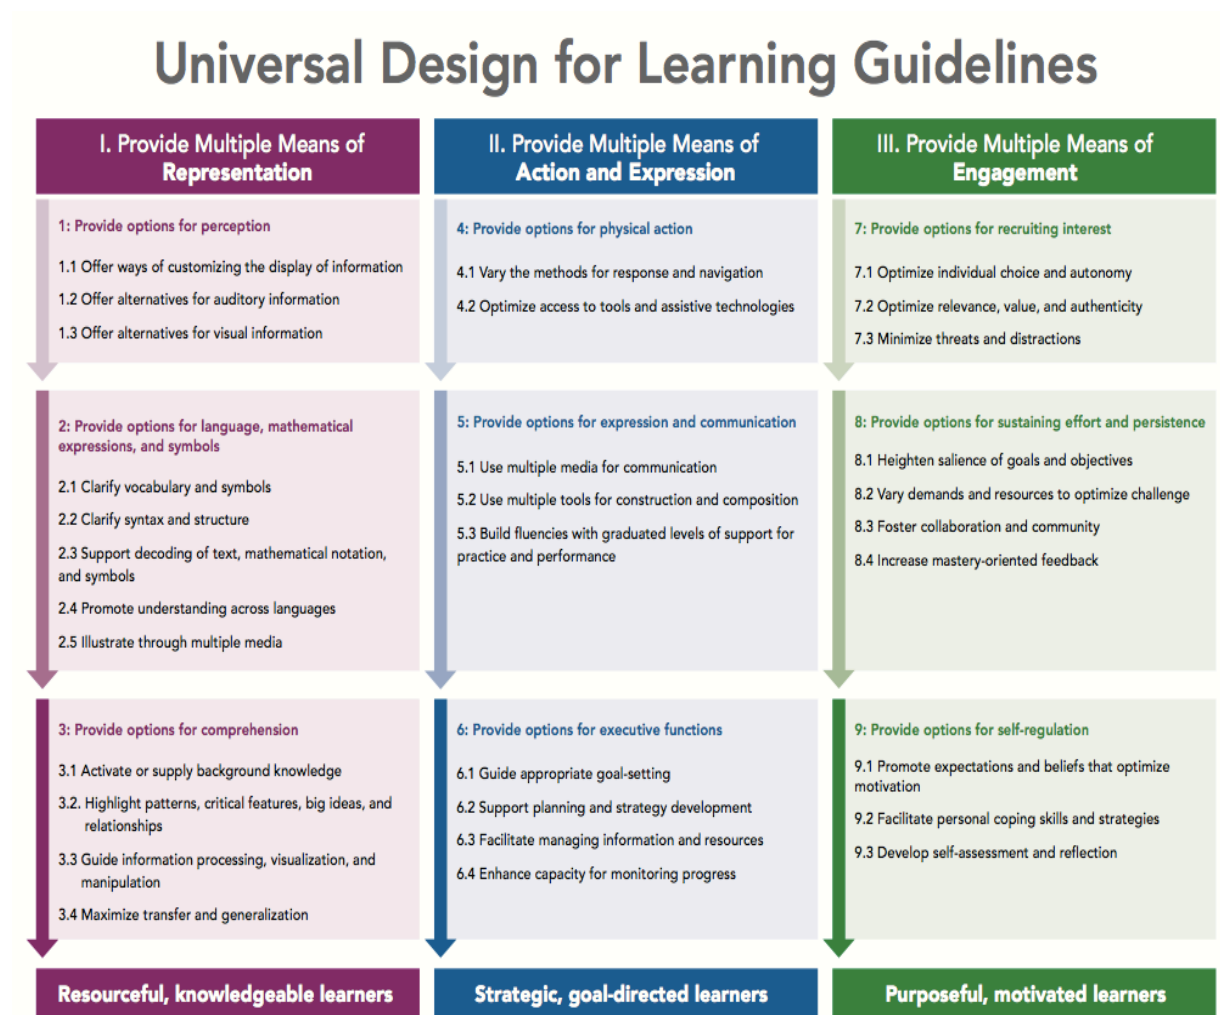 Universal Design for Learning Guidelines
I. Provide Multiple Means of
Representation
1: Provide options for perception
1.1 Offer ways of customizing the display of information
1.2 Offer alternatives for auditory information
1.3 Offer alternatives for visual information
2: Provide options for language, mathematical
expressions, and symbols
2.1 Clarify vocabulary and symbols
2.2 Clarify syntax and structure
2.3 Support decoding of text, mathematical notation,
and symbols
2.4 Promote understanding across languages
2.5 Illustrate through multiple media
3: Provide options for comprehension
3.1 Activate or supply background knowledge
3.2. Highlight patterns, critical features, big ideas, and
relationships
3.3 Guide information processing, visualization, and
manipulation
3.4 Maximize transfer and generalization
Resourceful, knowledgeable learners
II. Provide Multiple Means of
Action and Expression
4: Provide options for physical action
4.1 Vary the methods for response and navigation
4.2 Optimize access to tools and assistive technologies
5: Provide options for expression and communication
5.1 Use multiple media for communication
5.2 Use multiple tools for construction and composition
5.3 Build fluencies with graduated levels of support for
practice and performance
6: Provide options for executive functions
6.1 Guide appropriate goal-setting
6.2 Support planning and strategy development
6.3 Facilitate managing information and resources
6.4 Enhance capacity for monitoring progress
Strategic, goal-directed learners
III. Provide Multiple Means of
Engagement
7: Provide options for recruiting interest
7.1 Optimize individual choice and autonomy
7.2 Optimize relevance, value, and authenticity
7.3 Minimize threats and distractions
8: Provide options for sustaining effort and persistence
8.1 Heighten salience of goals and objectives
8.2 Vary demands and resources to optimize challenge
8.3 Foster collaboration and community
8.4 Increase mastery-oriented feedback
9: Provide options for self-regulation
9.1 Promote expectations and beliefs that optimize
motivation
9.2 Facilitate personal coping skills and strategies
9.3 Develop self-assessment and reflection
Purposeful, motivated learners